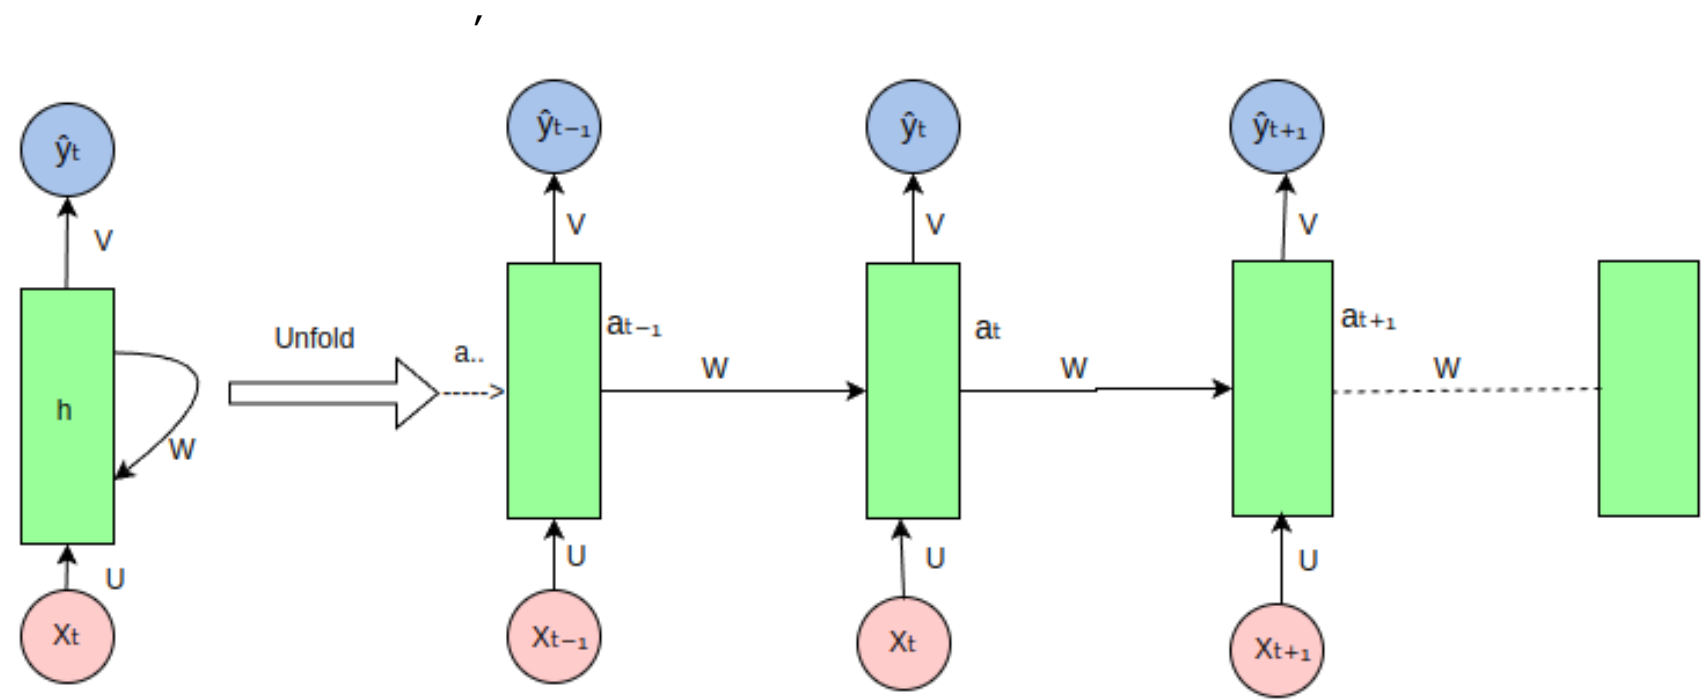 ,
ŷt
V
h
W
U
Xt
Unfold
a..
ŷt−1
V
at−1
W
U
Xt−1
ŷt
V
at
W
U
Xt
ŷt+1
V
at+1
W
U
Xt+1